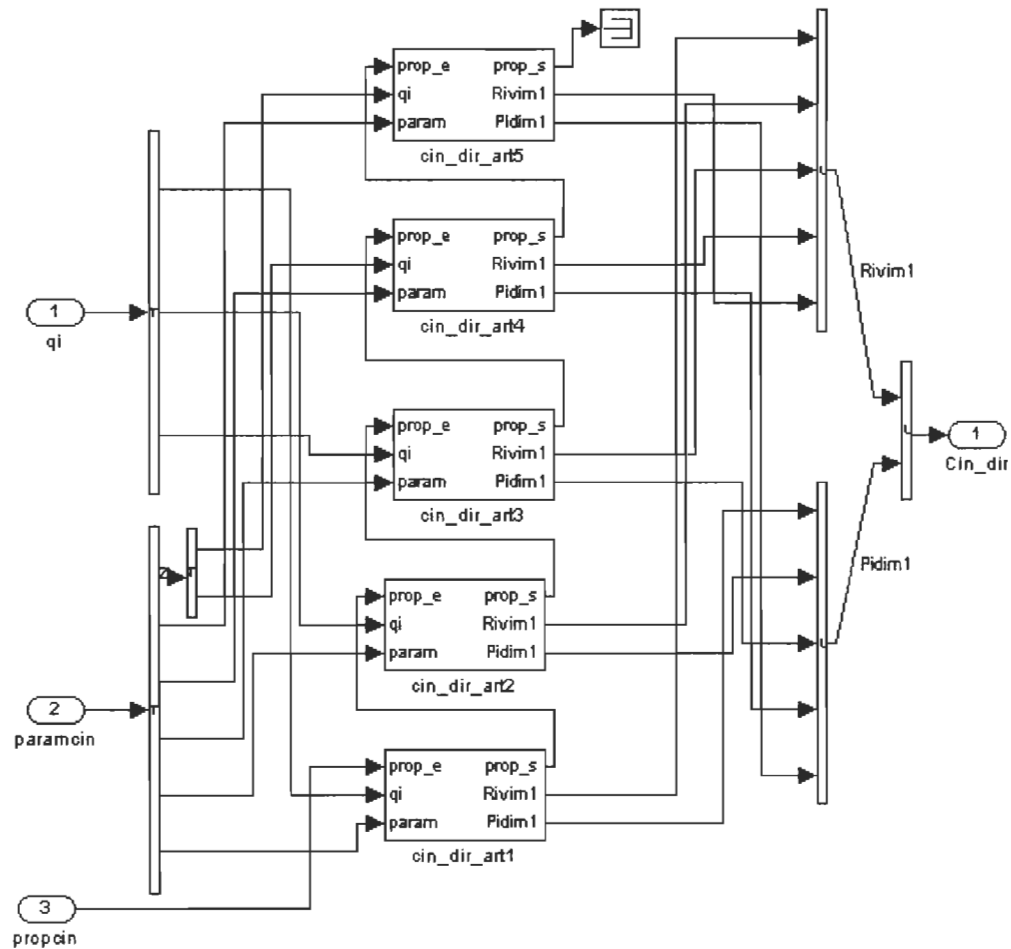 prop_e prop_s
qi Rivim1
param Pidim1
cin_dir_art5
prop_e prop_s
qi Rivim1
param Pidim1
cin_dir_art4
Rivim1
1
qi
prop_e prop_s
qi Rivim1
param Pidim1
cin_dir_art3
1
Cin_dir
Pidim1
prop_e prop_s
qi Rivim1
param Pidim1
cin_dir_art2
2
paramcin
prop_e prop_s
qi Rivim1
param Pidim1
cin_dir_art1
3
propcin